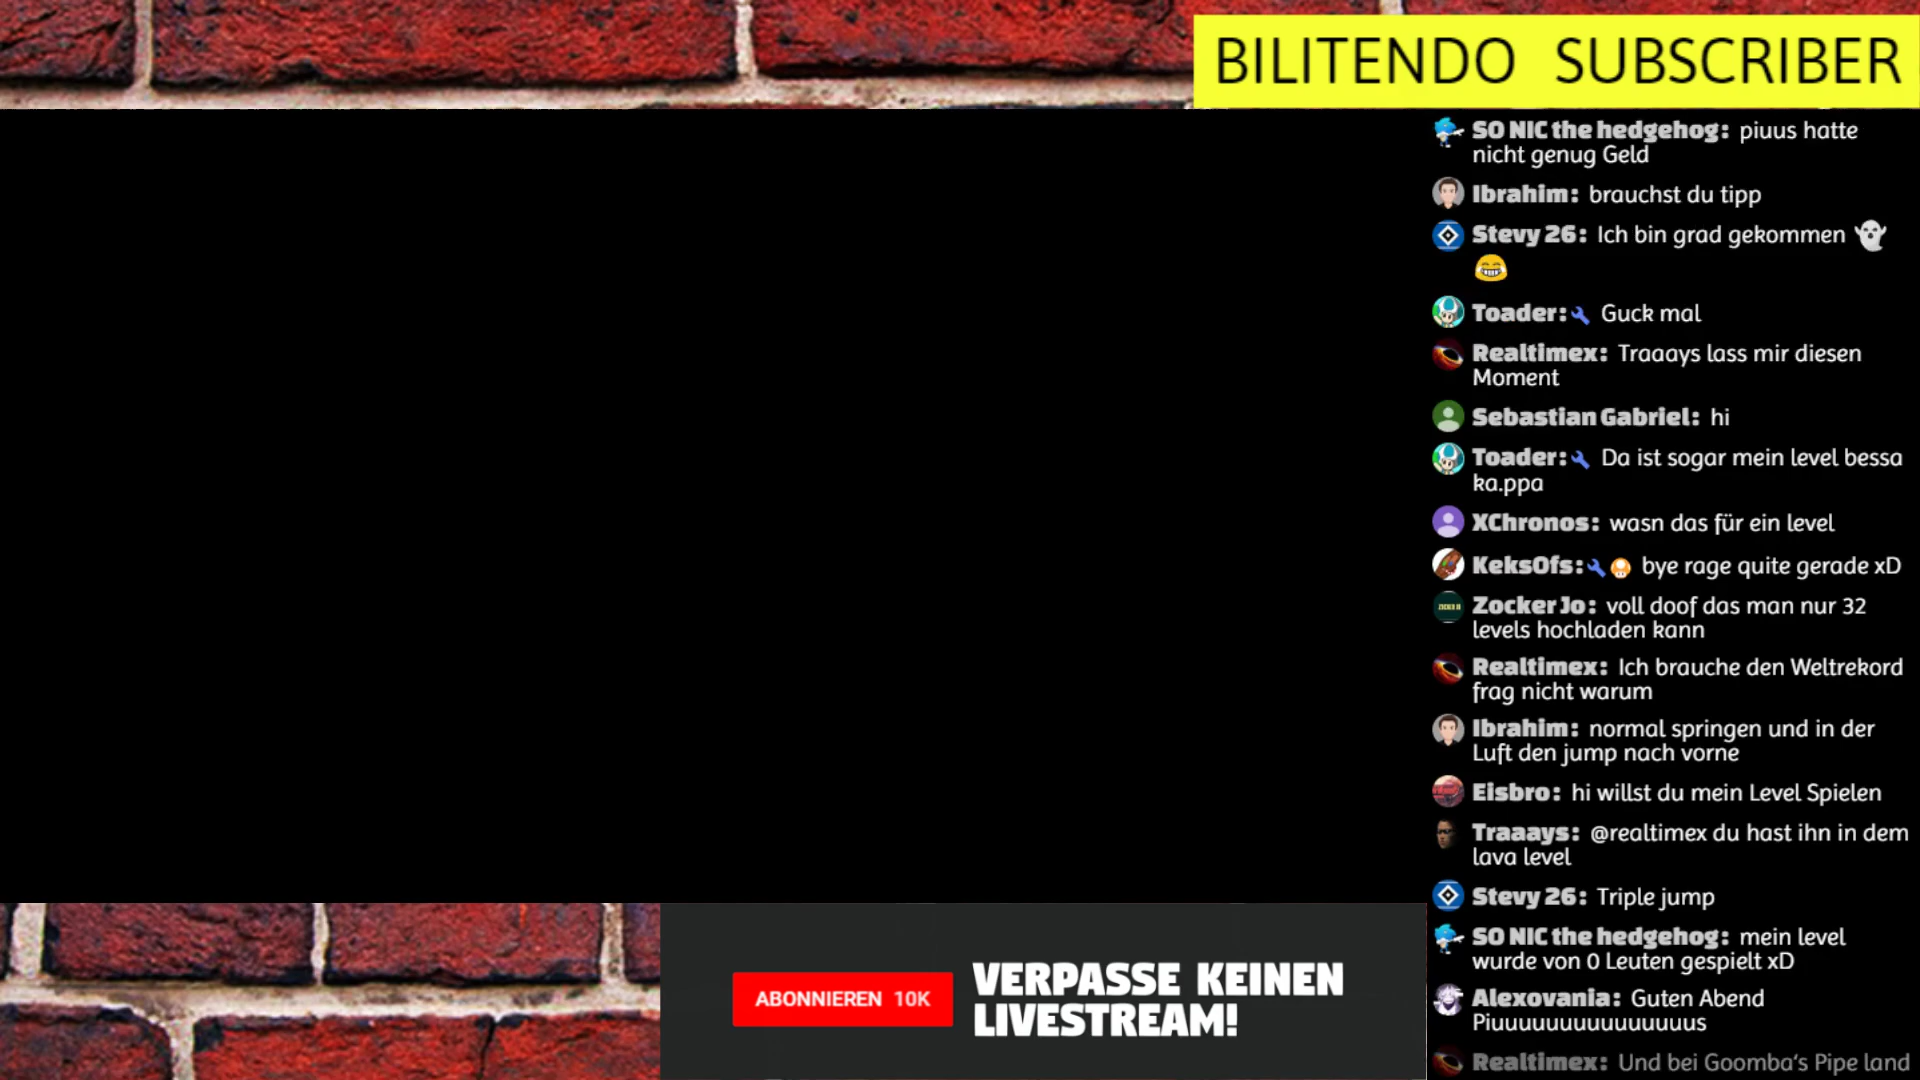 BILITENDO SUBSCRIBER
SO NIC the hedgehog: piuus hatte
nicht genug Geld
Ibrahim: brauchst du tipp
Stevy 26: Ich bin grad gekommen 👻
😂
Toader: Guck mal
Realtimex: Traaays lass mir diesen
Moment
Sebastian Gabriel: hi
Toader: Da ist sogar mein level bessa
ka.ppa
XChronos: wasn das für ein level
KeksOfs: bye rage quite gerade xD
Zocker Jo: voll doof das man nur 32
levels hochladen kann
Realtimex: Ich brauche den Weltrekord
frag nicht warum
Ibrahim: normal springen und in der
Luft den jump nach vorne
Eisbro: hi willst du mein Level Spielen
Traaays: @realtimex du hast ihn in dem
lava level
Stevy 26: Triple jump
SO NIC the hedgehog: mein level
wurde von 0 Leuten gespielt xD
Alexovania: Guten Abend
Piuuuuuuuuuuuuuuus
Realtimex: Und bei Goomba's Pipe land
ABONNIEREN 10K
VERPASSE KEINEN
LIVESTREAM!